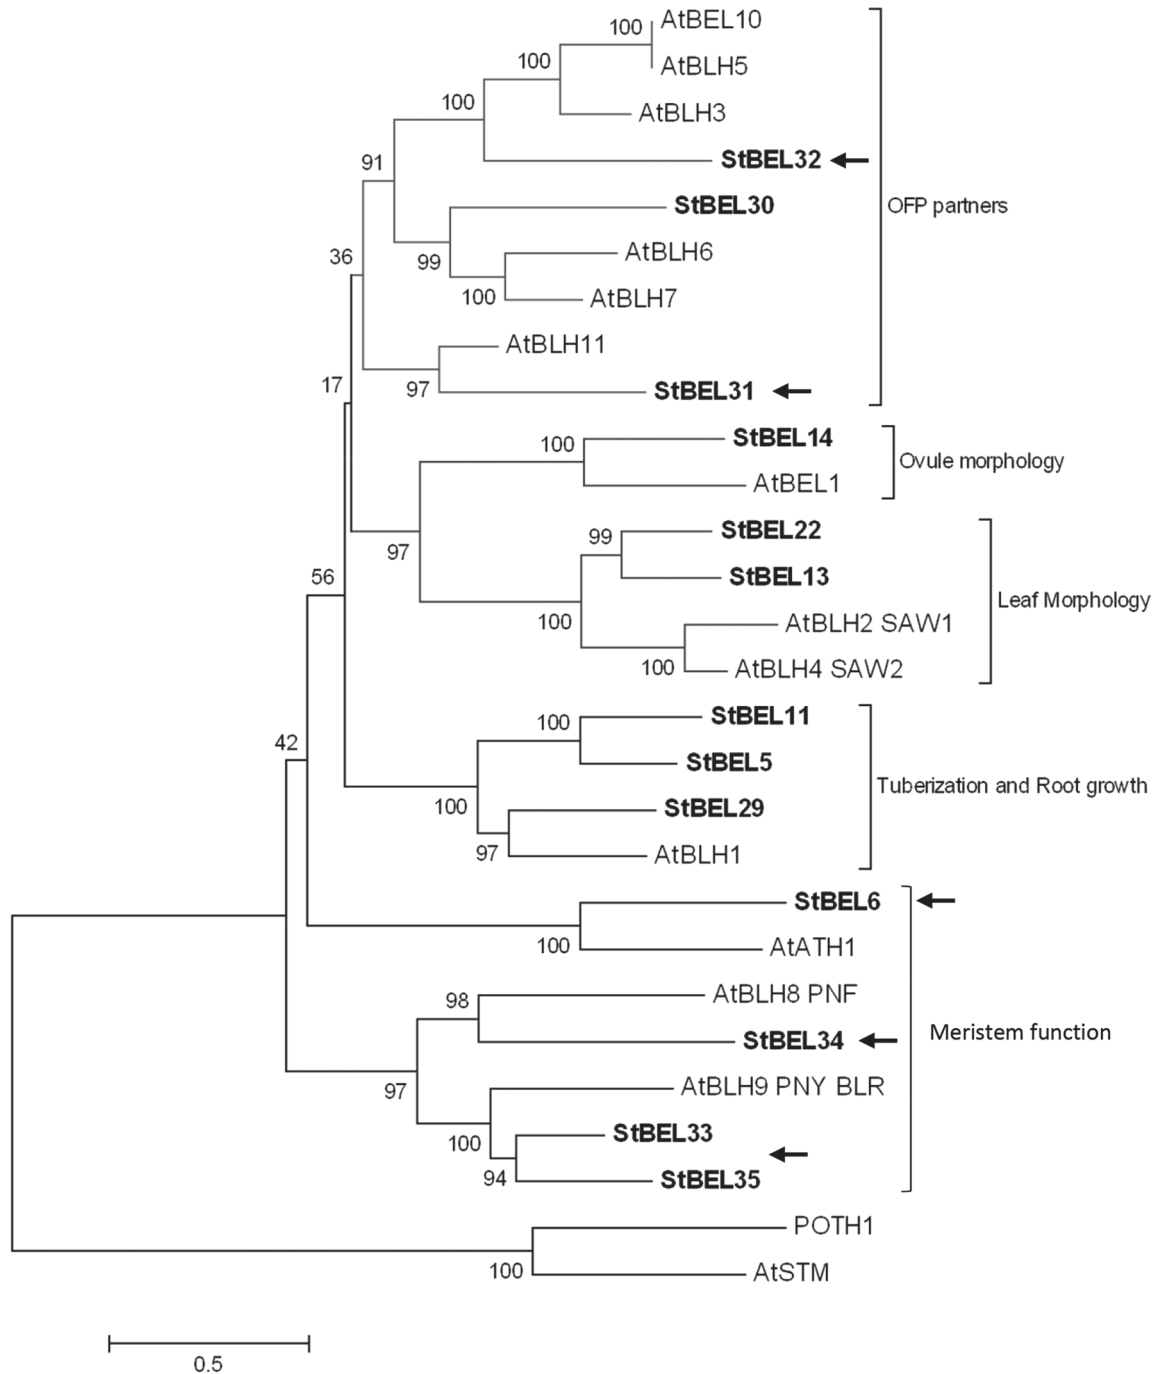 AtBEL10
100
AtBLH5
100
100
AtBLH3
StBEL32
91
StBEL30
OFP partners
AtBLH6
36
99
100
AtBLH7
AtBLH11
17
97
StBEL31
StBEL14
100
Ovule morphology
AtBEL1
StBEL22
99
97
StBEL13
56
Leaf Morphology
100
AtBLH2 SAW1
100
AtBLH4 SAW2
StBEL11
100
42
StBEL5
Tuberization and Root growth
100
StBEL29
97
AtBLH1
StBEL6
100
AtATH1
98
AtBLH8 PNF
StBEL34
Meristem function
97
AtBLH9 PNY BLR
100
StBEL33
94
StBEL35
POTH1
100
AtSTM
0.5